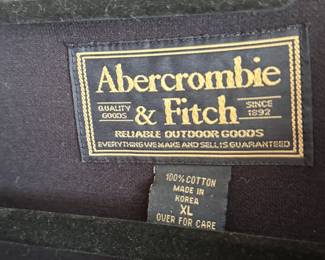 Abercrombie
QUALITY GOODS & Fitch SINCE 1892
RELIABLE OUTDOOR GOODS
EVERYTHING WE MAKE AND SELL IS GUARANTEED
100% COTTON
MADE IN
KOREA
XL
OVER FOR CARE